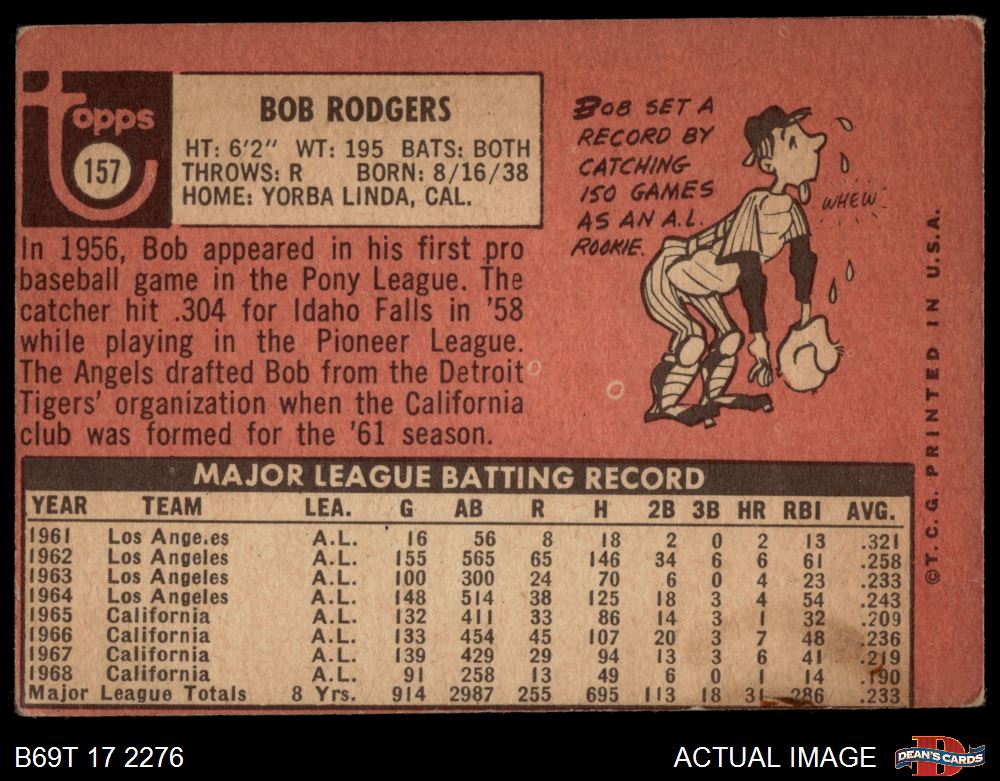 topps
157
BOB RODGERS
HT: 6'2" WT: 195 BATS: BOTH
THROWS: R BORN: 8/16/38
HOME: YORBA LINDA, CAL.
In 1956, Bob appeared in his first pro
baseball game in the Pony League. The
catcher hit .304 for Idaho Falls in '58
while playing in the Pioneer League.
The Angels drafted Bob from the Detroit
Tigers' organization when the California
club was formed for the '61 season.
BOB SET A
RECORD BY
CATCHING
150 GAMES
AS AN A.L.
ROOKIE.
WHEW
©T. C. G. PRINTED IN U.S.A.
MAJOR LEAGUE BATTING RECORD
YEAR TEAM LEA. G AB R H 2B 3B HR RBI AVG.
1961 Los Angeles A.L. 16 56 8 18 2 0 2 13 .321
1962 Los Angeles A.L. 155 565 65 146 34 6 6 61 .258
1963 Los Angeles A.L. 100 300 24 70 6 0 4 23 .233
1964 Los Angeles A.L. 148 514 38 125 18 3 4 54 .243
1965 California A.L. 132 411 33 86 14 3 1 32 .209
1966 California A.L. 133 454 45 107 20 3 7 48 .236
1967 California A.L. 139 429 29 94 13 3 6 41 .219
1968 California A.L. 91 258 13 49 6 0 1 14 .190
Major League Totals 8 Yrs. 914 2987 255 695 113 18 31 286 .233
B69T 17 2276
ACTUAL IMAGE
DEAN'S CARDS